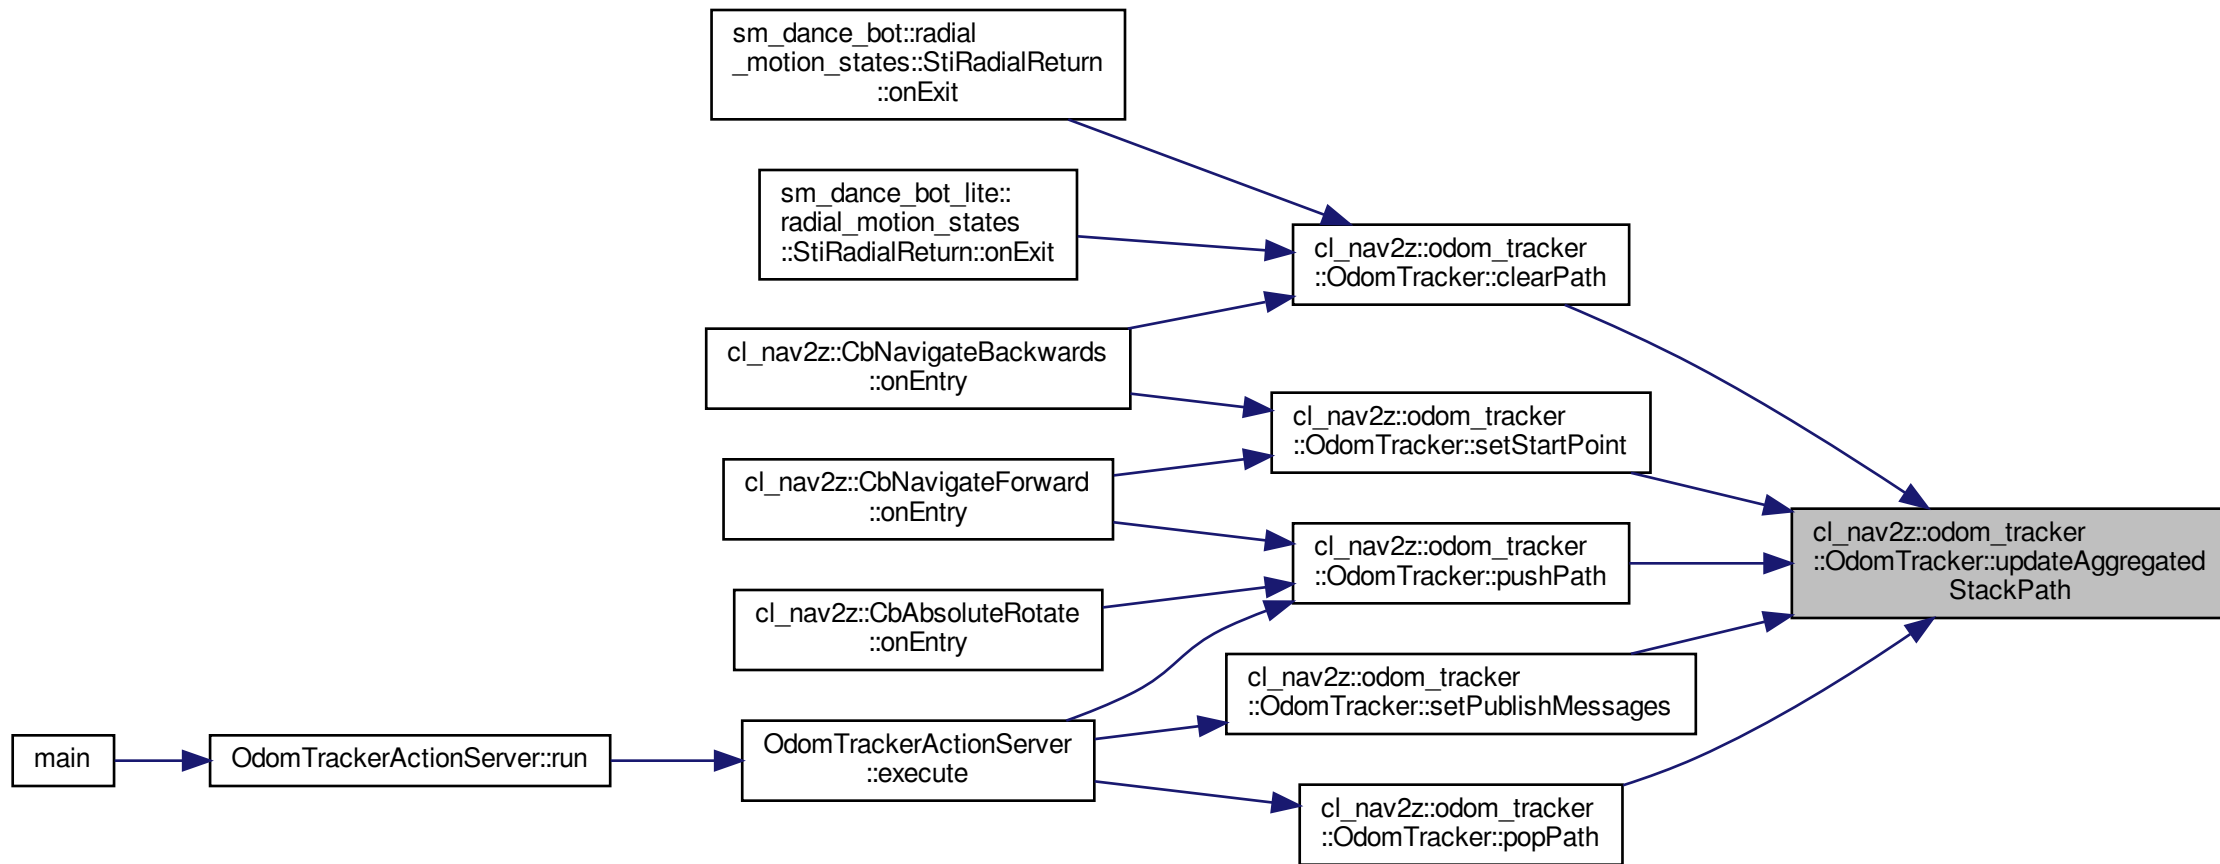 sm_dance_bot::radial
_motion_states::StiRadialReturn
::onExit
sm_dance_bot_lite::
radial_motion_states
::StiRadialReturn::onExit
cl_nav2z::odom_tracker
::OdomTracker::clearPath
cl_nav2z::CbNavigateBackwards
::onEntry
cl_nav2z::odom_tracker
::OdomTracker::setStartPoint
cl_nav2z::CbNavigateForward
::onEntry
cl_nav2z::odom_tracker
::OdomTracker::updateAggregated
StackPath
cl_nav2z::odom_tracker
::OdomTracker::pushPath
cl_nav2z::CbAbsoluteRotate
::onEntry
cl_nav2z::odom_tracker
::OdomTracker::setPublishMessages
main
OdomTrackerActionServer::run
OdomTrackerActionServer
::execute
cl_nav2z::odom_tracker
::OdomTracker::popPath